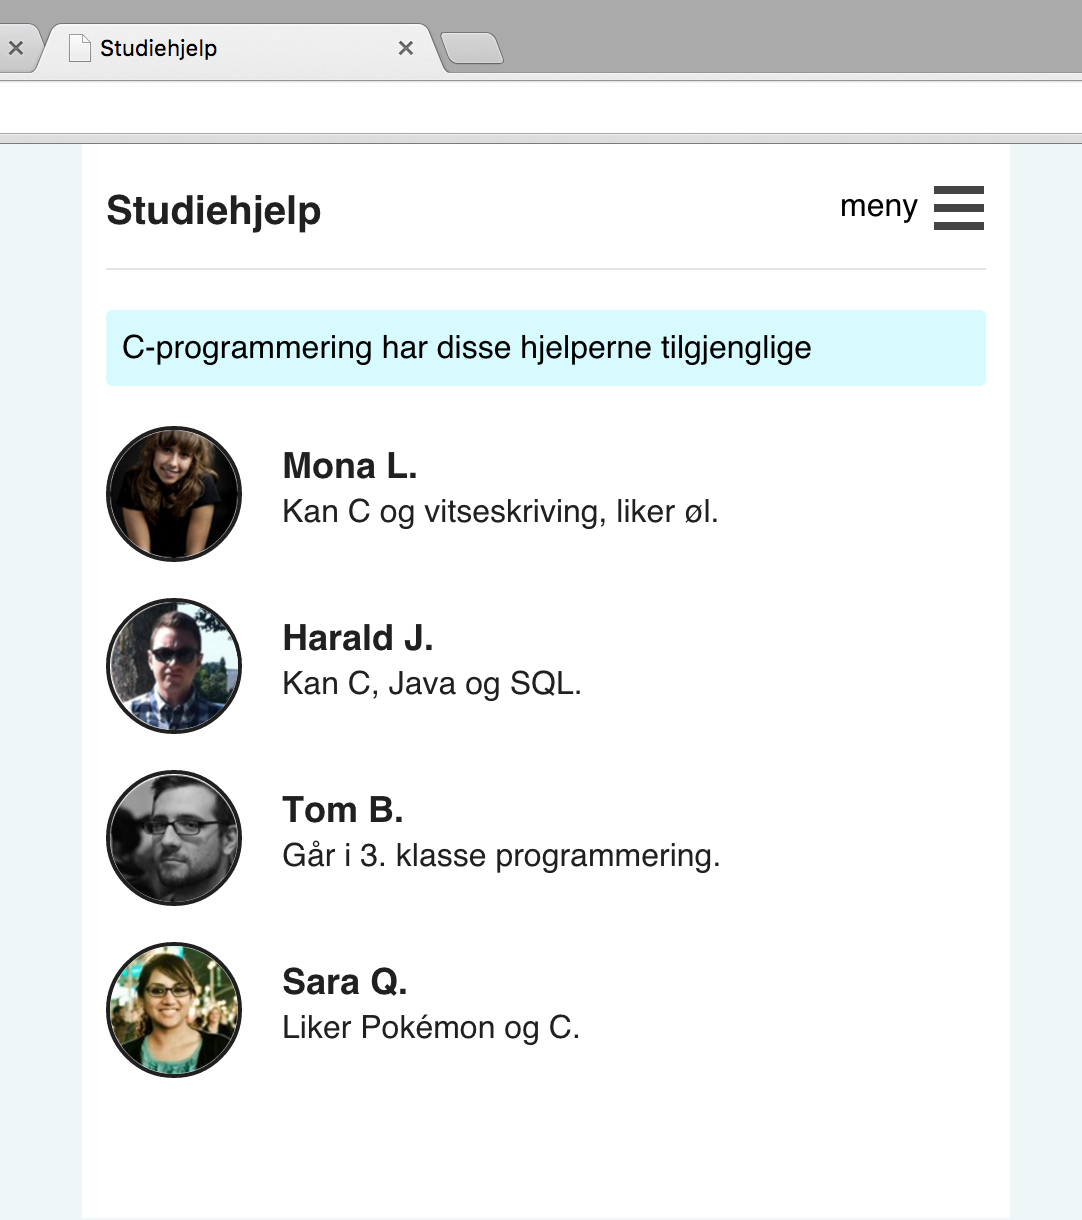 Studiehjelp
Studiehjelp
meny
C-programmering har disse hjelperne tilgjenglige
Mona L.
Kan C og vitseskriving, liker øl.
Harald J.
Kan C, Java og SQL.
Tom B.
Går i 3. klasse programmering.
Sara Q.
Liker Pokémon og C.